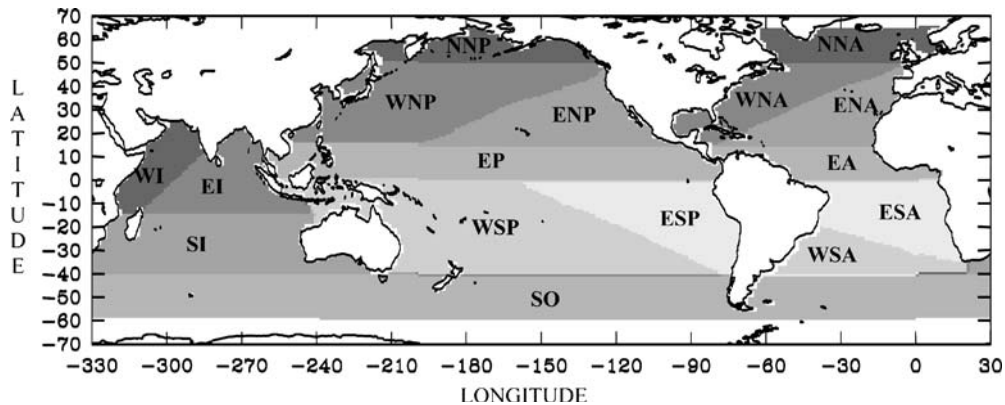 LATITUDE
70
60
50
40
30
20
10
0
-10
-20
-30
-40
-50
-60
-70
NNP
NNA
WNP
ENP
WNA
ENA
EP
EA
WI
EI
SI
WSP
ESP
ESA
WSA
SO
-330 -300 -270 -240 -210 -180 -150 -120 -90 -60 -30 0 30
LONGITUDE